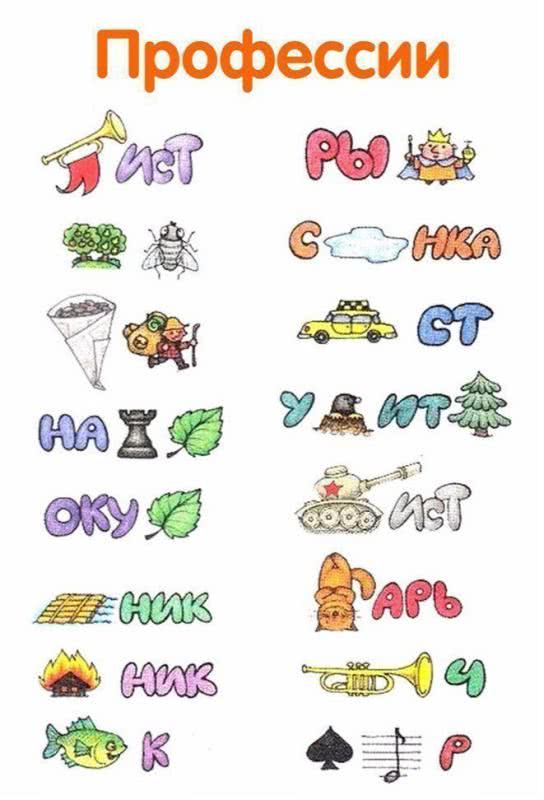 Профессии
ИСТ
НА
ОКУ
НИК
НИК
К
РЫ
С НКА
СТ
У ИТ
ИСТ
АРЬ
Ч
Р